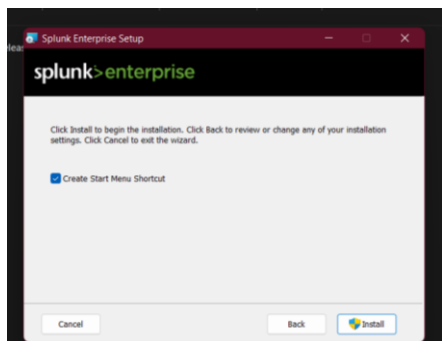 Splunk Enterprise Setup
splunk>enterprise
Click Install to begin the installation. Click Back to review or change any of your installation
settings. Click Cancel to exit the wizard.
Create Start Menu Shortcut
Cancel
Back
Install